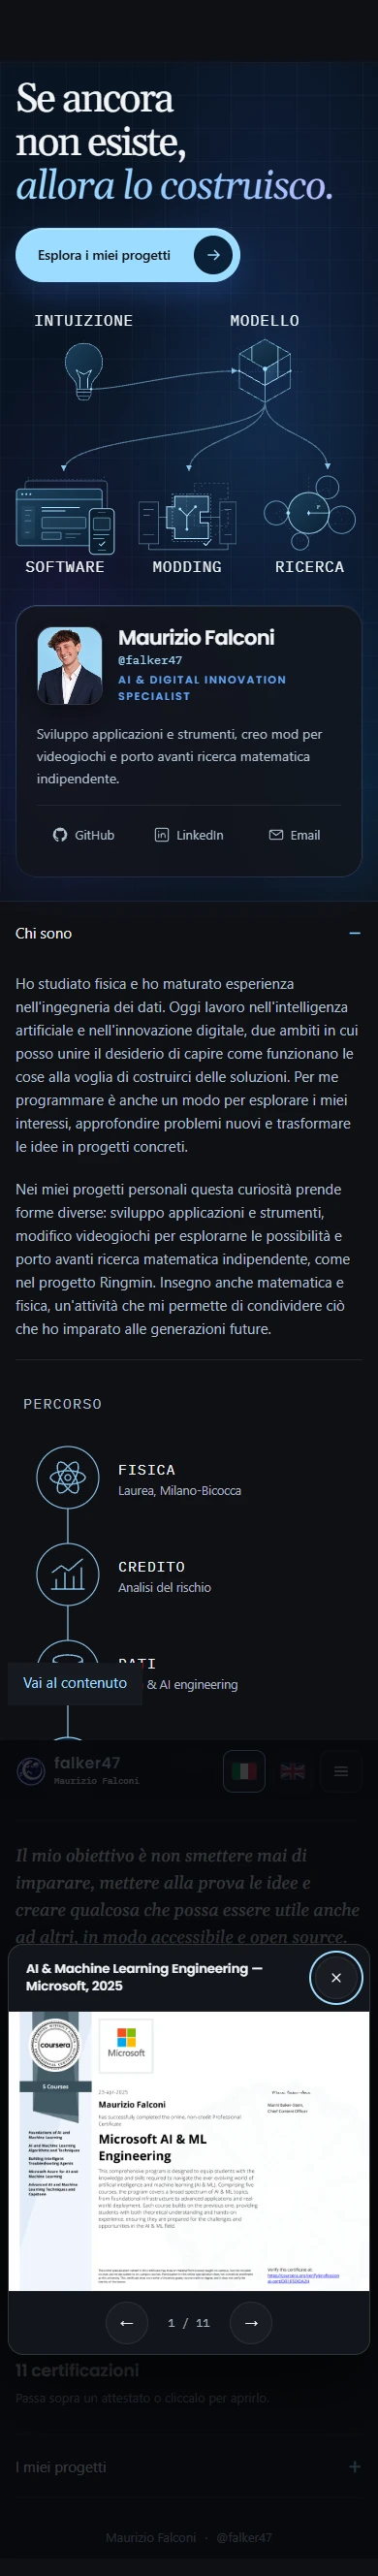 Se ancora
non esiste,
allora lo costruisco.
Esplora i miei progetti →
INTUIZIONE MODELLO
SOFTWARE MODDING RICERCA
Maurizio Falconi
@falker47
AI & DIGITAL INNOVATION
SPECIALIST
Sviluppo applicazioni e strumenti, creo mod per
videogiochi e porto avanti ricerca matematica
indipendente.
GitHub LinkedIn Email
Chi sono
Ho studiato fisica e ho maturato esperienza
nell'ingegneria dei dati. Oggi lavoro nell'intelligenza
artificiale e nell'innovazione digitale, due ambiti in cui
posso unire il desiderio di capire come funzionano le
cose alla voglia di costruirci delle soluzioni. Per me
programmare è anche un modo per esplorare i miei
interessi, approfondire problemi nuovi e trasformare
le idee in progetti concreti.
Nei miei progetti personali questa curiosità prende
forme diverse: sviluppo applicazioni e strumenti,
modifico videogiochi per esplorarne le possibilità e
porto avanti ricerca matematica indipendente, come
nel progetto Ringmin. Insegno anche matematica e
fisica, un'attività che mi permette di condividere ciò
che ho imparato alle generazioni future.
PERCORSO
FISICA
Laurea, Milano-Bicocca
CREDITO
Analisi del rischio
Vai al contenuto
& AI engineering
falker47
Maurizio Falconi
Il mio obiettivo è non smettere mai di
imparare, mettere alla prova le idee e
creare qualcosa che possa essere utile anche
ad altri, in modo accessibile e open source.
AI & Machine Learning Engineering —
Microsoft, 2025
coursera
Microsoft
5 Courses
Maurizio Falconi
Microsoft AI & ML
Engineering
← 1 / 11 →
11 certificazioni
Passa sopra un attestato o cliccalo per aprirlo.
I miei progetti
Maurizio Falconi · @falker47